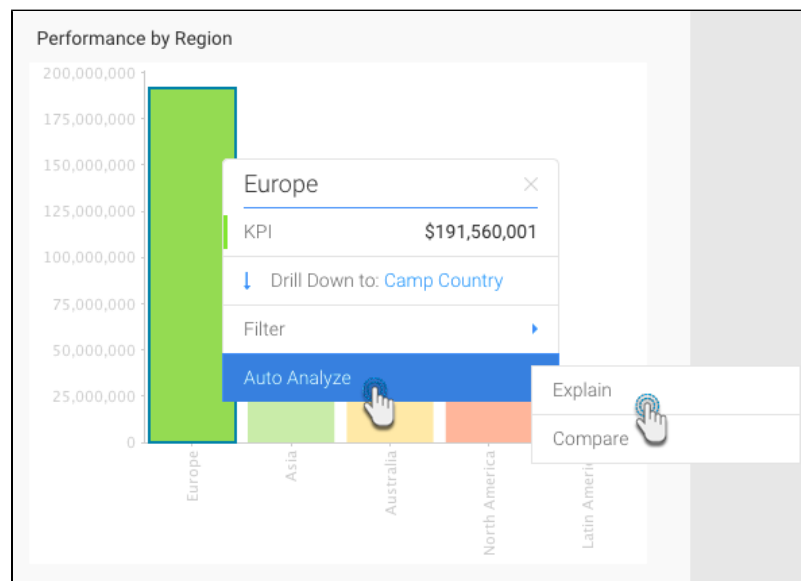 Performance by Region
200,000,000
175,000,000
150,000,000
125,000,000
100,000,000
75,000,000
50,000,000
25,000,000
0
Europe
KPI $191,560,001
Drill Down to: Camp Country
Filter
Auto Analyze
Explain
Compare
Europe
Asia
Australia
North America
Latin Ameri